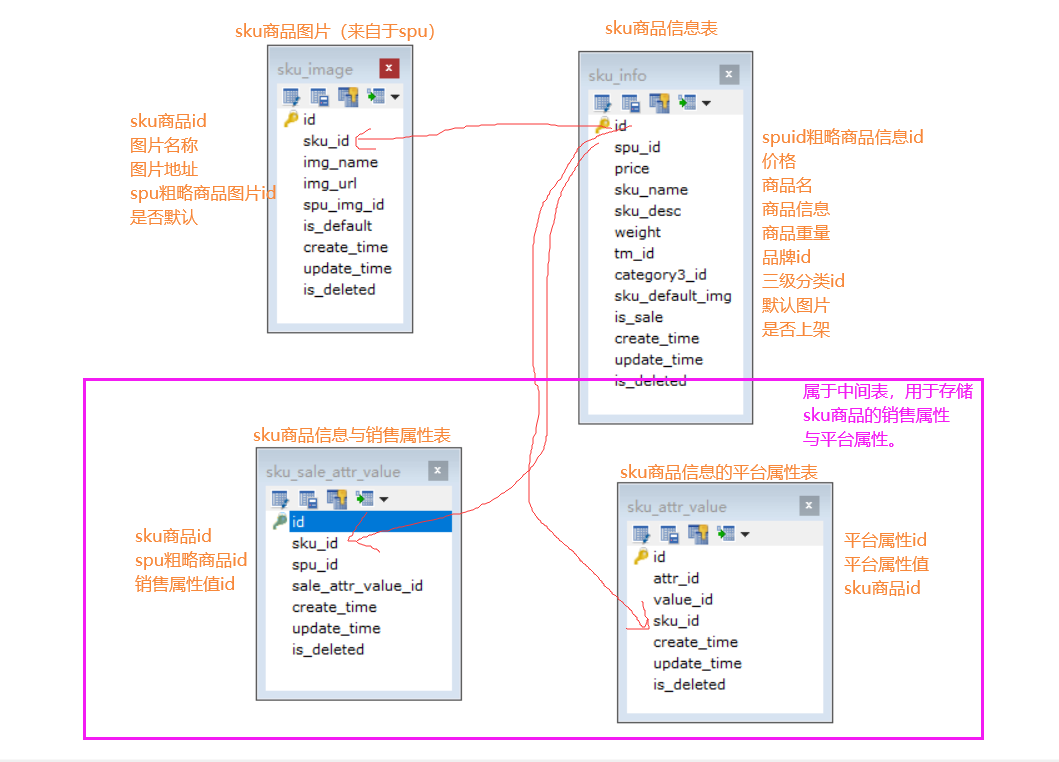 sku商品图片（来自于spu）
sku_image
id
sku_id
img_name
img_url
spu_img_id
is_default
create_time
update_time
is_deleted
sku商品id
图片名称
图片地址
spu粗略商品图片id
是否默认
sku商品信息表
sku_info
id
spu_id
price
sku_name
sku_desc
weight
tm_id
category3_id
sku_default_img
is_sale
create_time
update_time
is_deleted
spuid粗略商品信息id
价格
商品名
商品信息
商品重量
品牌id
三级分类id
默认图片
是否上架
属于中间表，用于存储
sku商品的销售属性
与平台属性。
sku商品信息与销售属性表
sku_sale_attr_value
id
sku_id
spu_id
sale_attr_value_id
create_time
update_time
is_deleted
sku商品id
spu粗略商品id
销售属性值id
sku商品信息的平台属性表
sku_attr_value
id
attr_id
value_id
sku_id
create_time
update_time
is_deleted
平台属性id
平台属性值
sku商品id